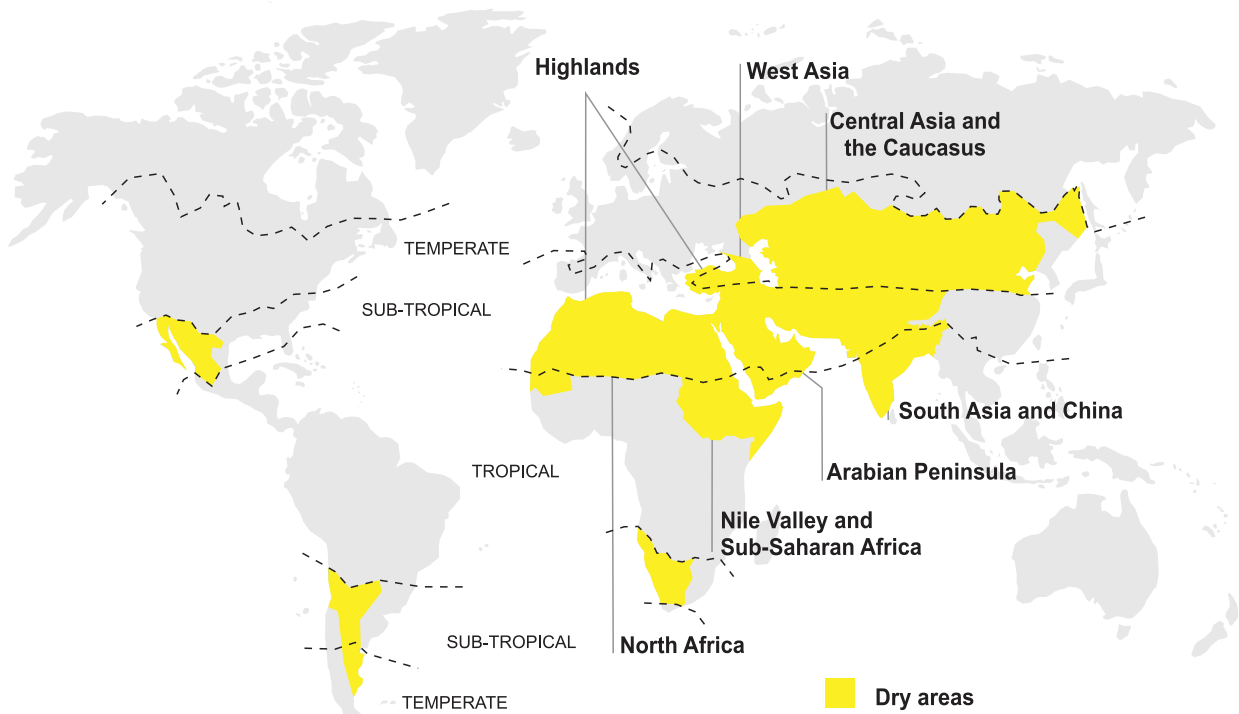 Highlands
West Asia
Central Asia and
the Caucasus
TEMPERATE
SUB-TROPICAL
South Asia and China
TROPICAL
Arabian Peninsula
Nile Valley and
Sub-Saharan Africa
SUB-TROPICAL
North Africa
TEMPERATE
Dry areas